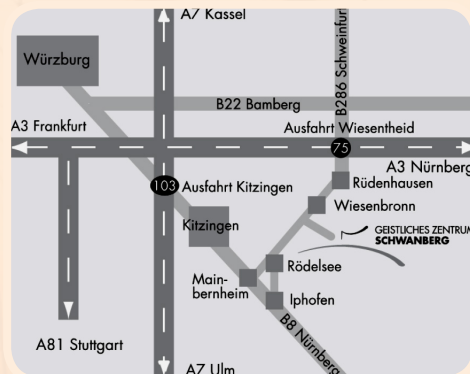 A7 Kassel
Würzburg
B286 Schweinfurt
B22 Bamberg
A3 Frankfurt
Ausfahrt Wiesentheid
75
A3 Nürnberg
103
Ausfahrt Kitzingen
Rüdenhausen
Wiesenbronn
Kitzingen
GEISTLICHES ZENTRUM
SCHWANBERG
Rödelsee
Main-
bernheim
Iphofen
B8 Nürnberg
A81 Stuttgart
A7 Ulm